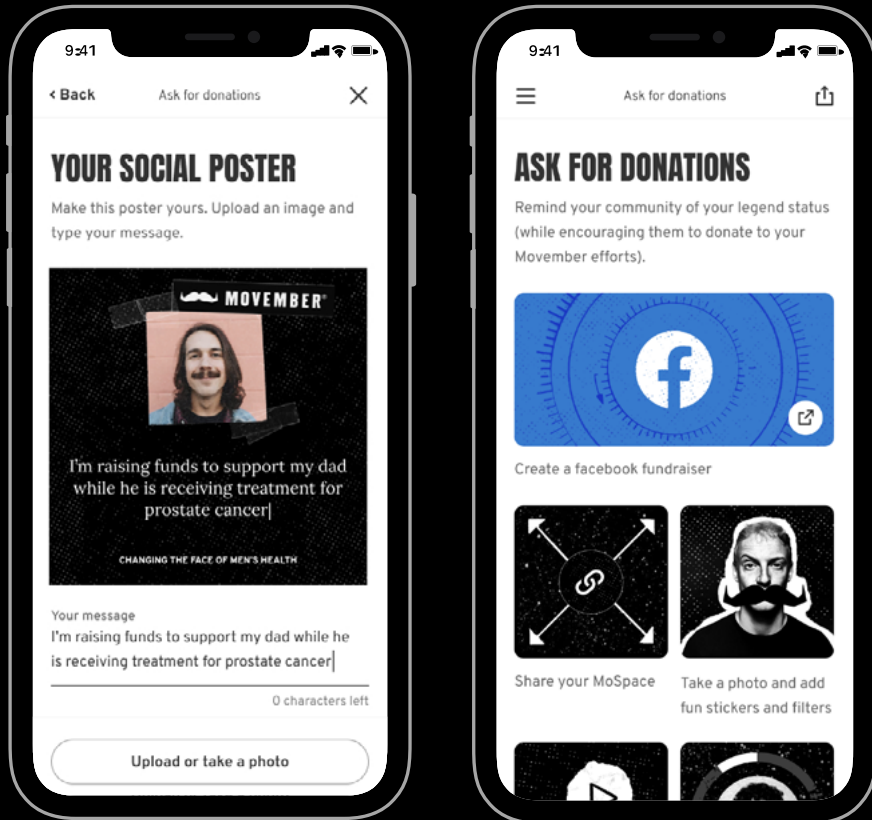 9:41
< Back
Ask for donations
YOUR SOCIAL POSTER
Make this poster yours. Upload an image and
type your message.
MOVEMBER®
I'm raising funds to support my dad
while he is receiving treatment for
prostate cancer
CHANGING THE FACE OF MEN'S HEALTH
Your message
I'm raising funds to support my dad while he
is receiving treatment for prostate cancer
0 characters left
Upload or take a photo
9:41
Ask for donations
ASK FOR DONATIONS
Remind your community of your legend status
(while encouraging them to donate to your
Movember efforts).
Create a facebook fundraiser
Share your MoSpace
Take a photo and add
fun stickers and filters